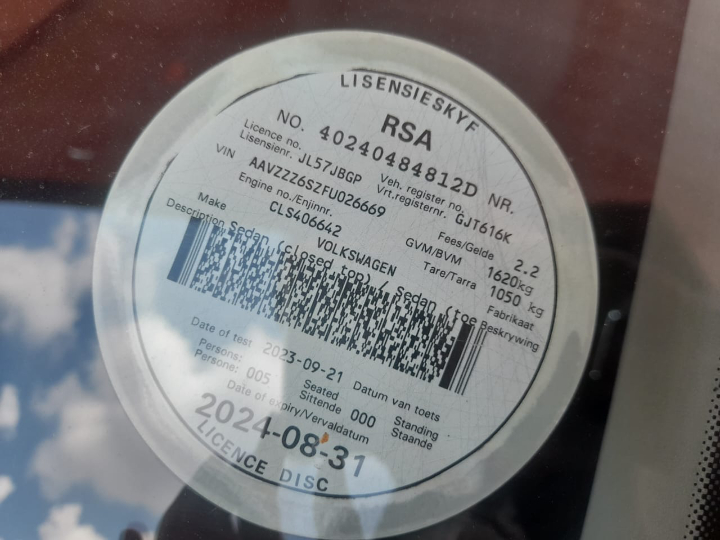 LISENSIESKYF
RSA
NO. 40240484812D NR.
Licence no. Lisensienr. JL57JBGP Veh. register no. Vrt.registernr. GJT616K
VIN AAVZZZ6SZFU026669 Fees/Gelde 2.2
Engine no./Enjinnr. CLS406642 GVM/BVM 1620kg
Make VOLKSWAGEN Tare/Tarra 1050 kg Fabrikaat
Description Sedan (closed top) / Sedan (toe Beskrywing
Date of test 2023-09-21 Datum van toets
Persons: Persone: 005 Seated Sittende 000 Standing Staande
Date of expiry/Vervaldatum
2024-08-31
LICENCE DISC